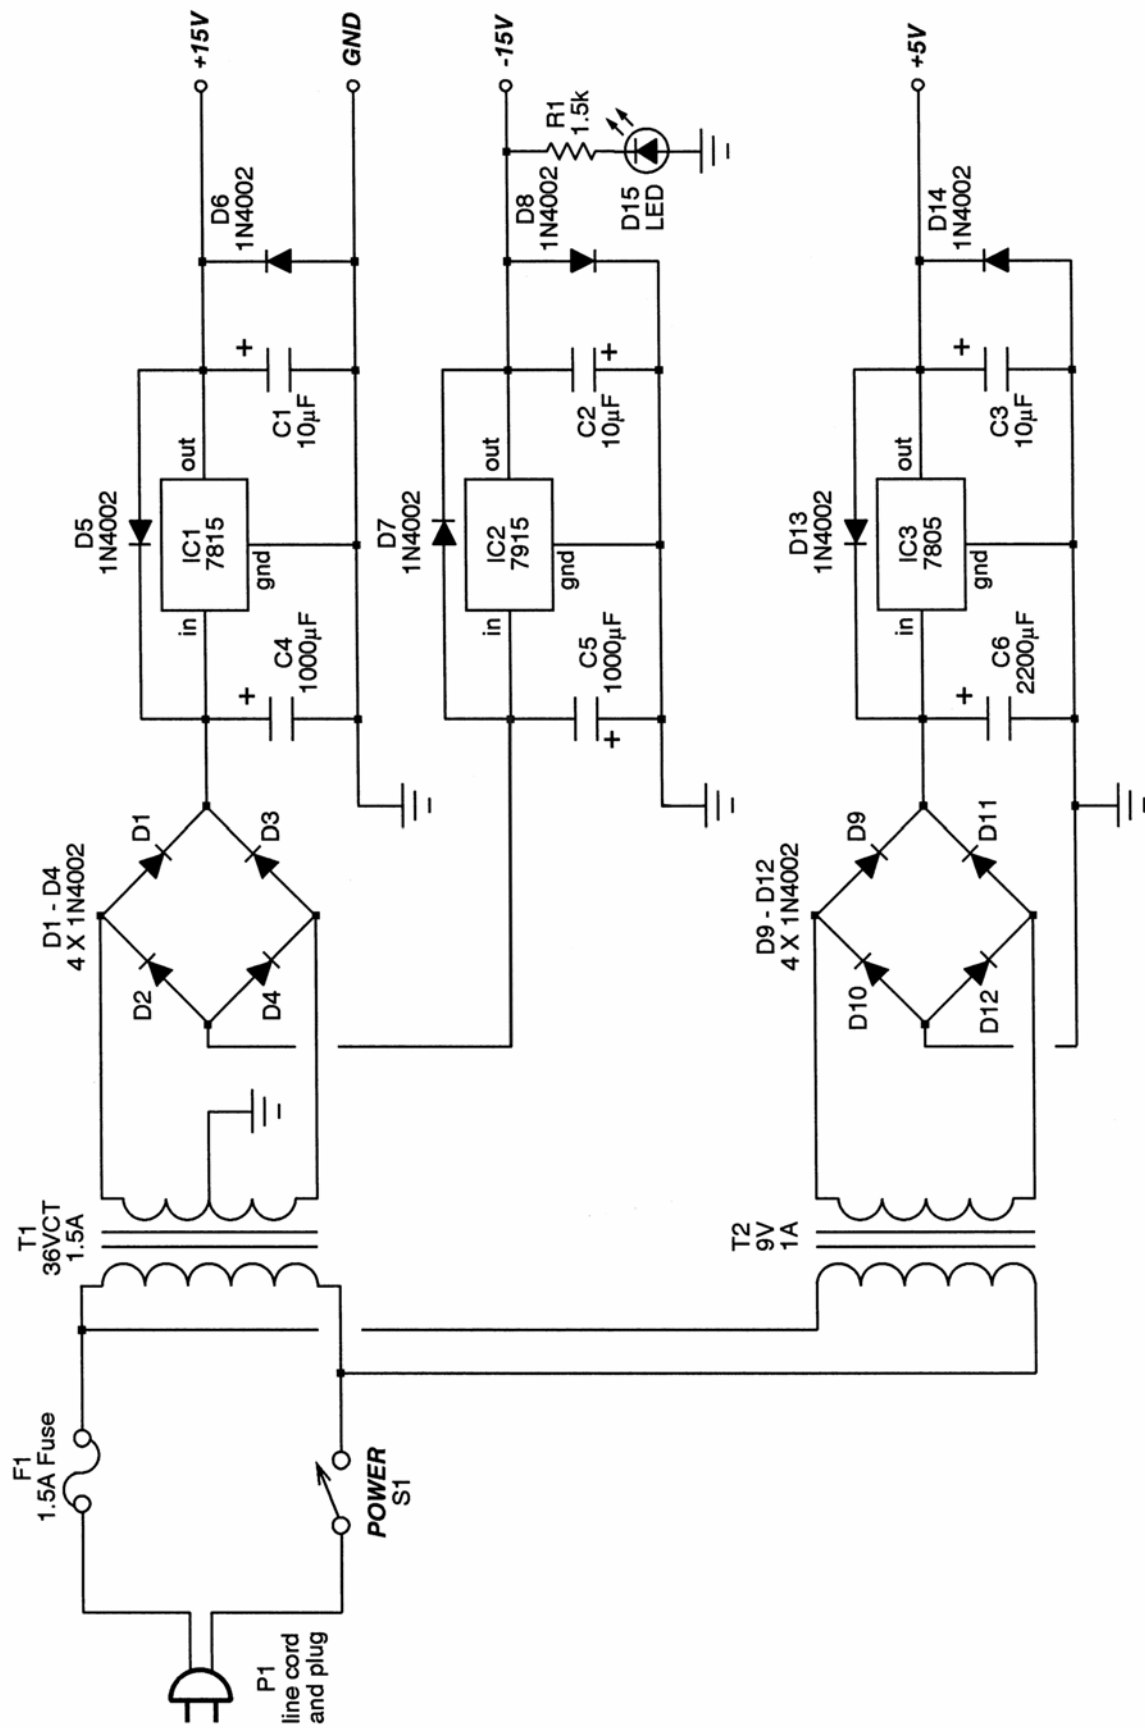 P1
line cord
and plug
F1
1.5A Fuse
POWER
S1
T1
36VCT
1.5A
D1 - D4
4 X 1N4002
D2
D1
D4
D3
D5
1N4002
in
IC1
7815
out
gnd
C4
1000µF
+
C1
10µF
+
D6
1N4002
+15V
GND
D7
1N4002
in
IC2
7915
out
gnd
C5
1000µF
+
C2
10µF
+
D8
1N4002
R1
1.5k
D15
LED
-15V
T2
9V
1A
D9 - D12
4 X 1N4002
D10
D9
D12
D11
D13
1N4002
in
IC3
7805
out
gnd
C6
2200µF
+
C3
10µF
+
D14
1N4002
+5V